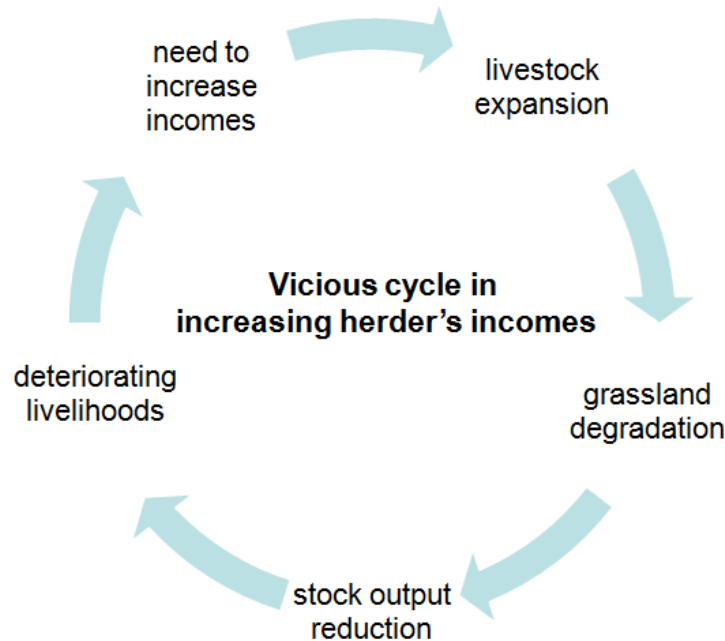 need to
increase
incomes
livestock
expansion
Vicious cycle in
increasing herder’s incomes
deteriorating
livelihoods
grassland
degradation
stock output
reduction